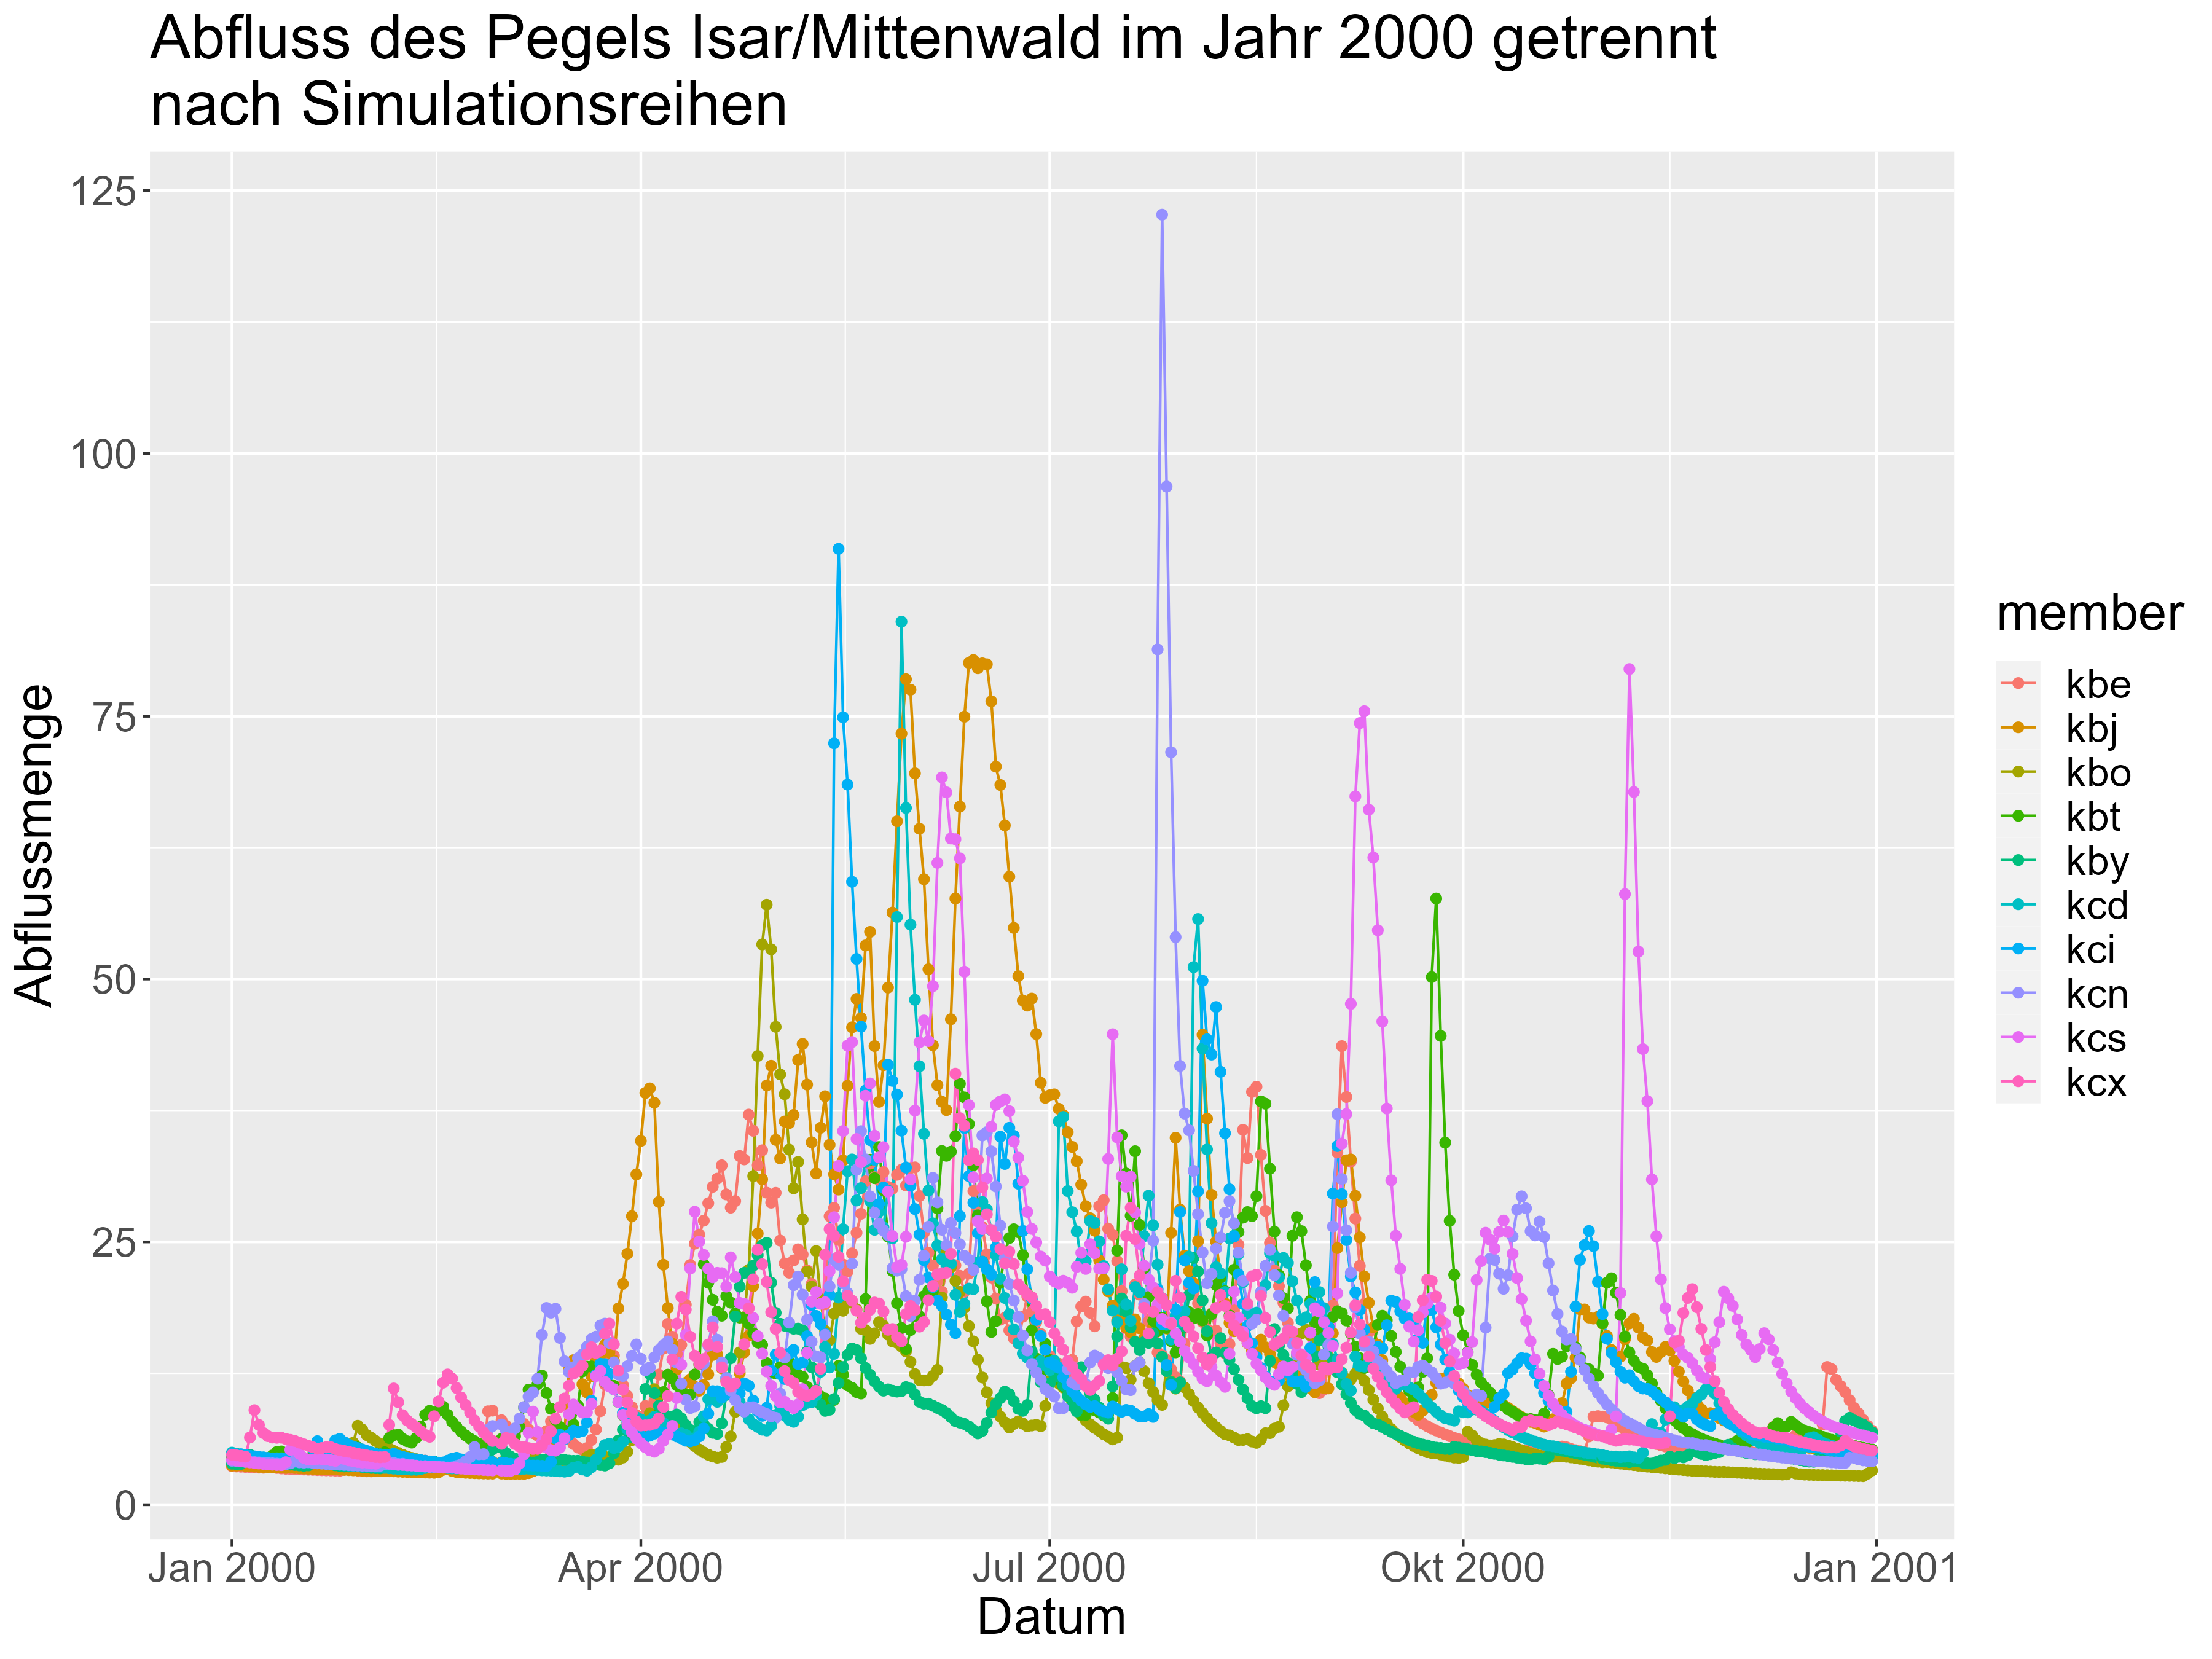 Abfluss des Pegels Isar/Mittenwald im Jahr 2000 getrennt
nach Simulationsreihen
125
100
75
50
25
0
Abflussmenge
Jan 2000
Apr 2000
Jul 2000
Okt 2000
Jan 2001
Datum
member
kbe
kbj
kbo
kbt
kby
kcd
kci
kcn
kcs
kcx